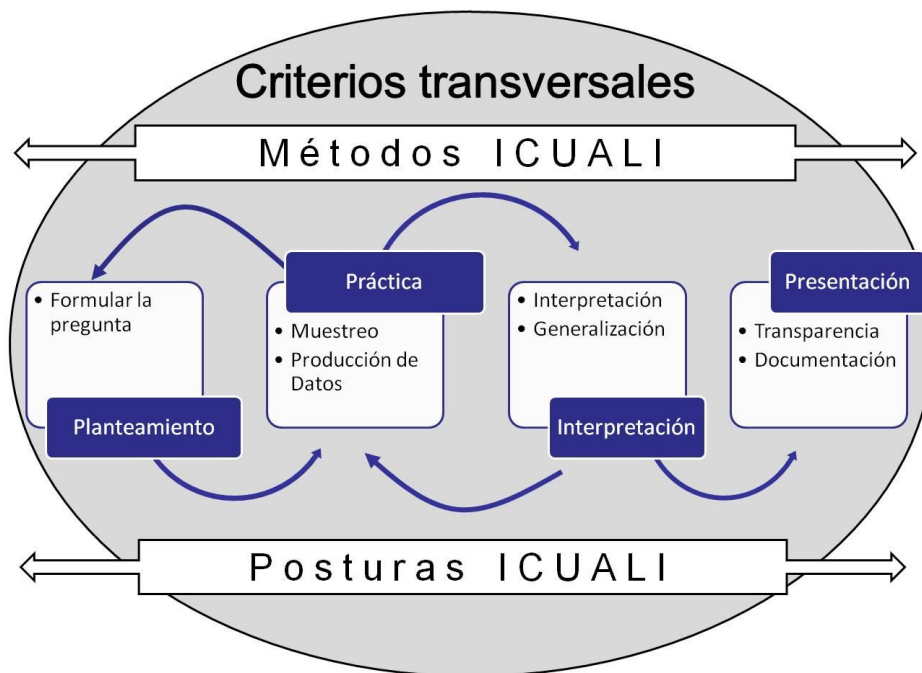 Criterios transversales
Métodos ICUALI
• Formular la
pregunta
Planteamiento
Práctica
• Muestreo
• Producción de
Datos
• Interpretación
• Generalización
Interpretación
Presentación
• Transparencia
• Documentación
Posturas ICUALI